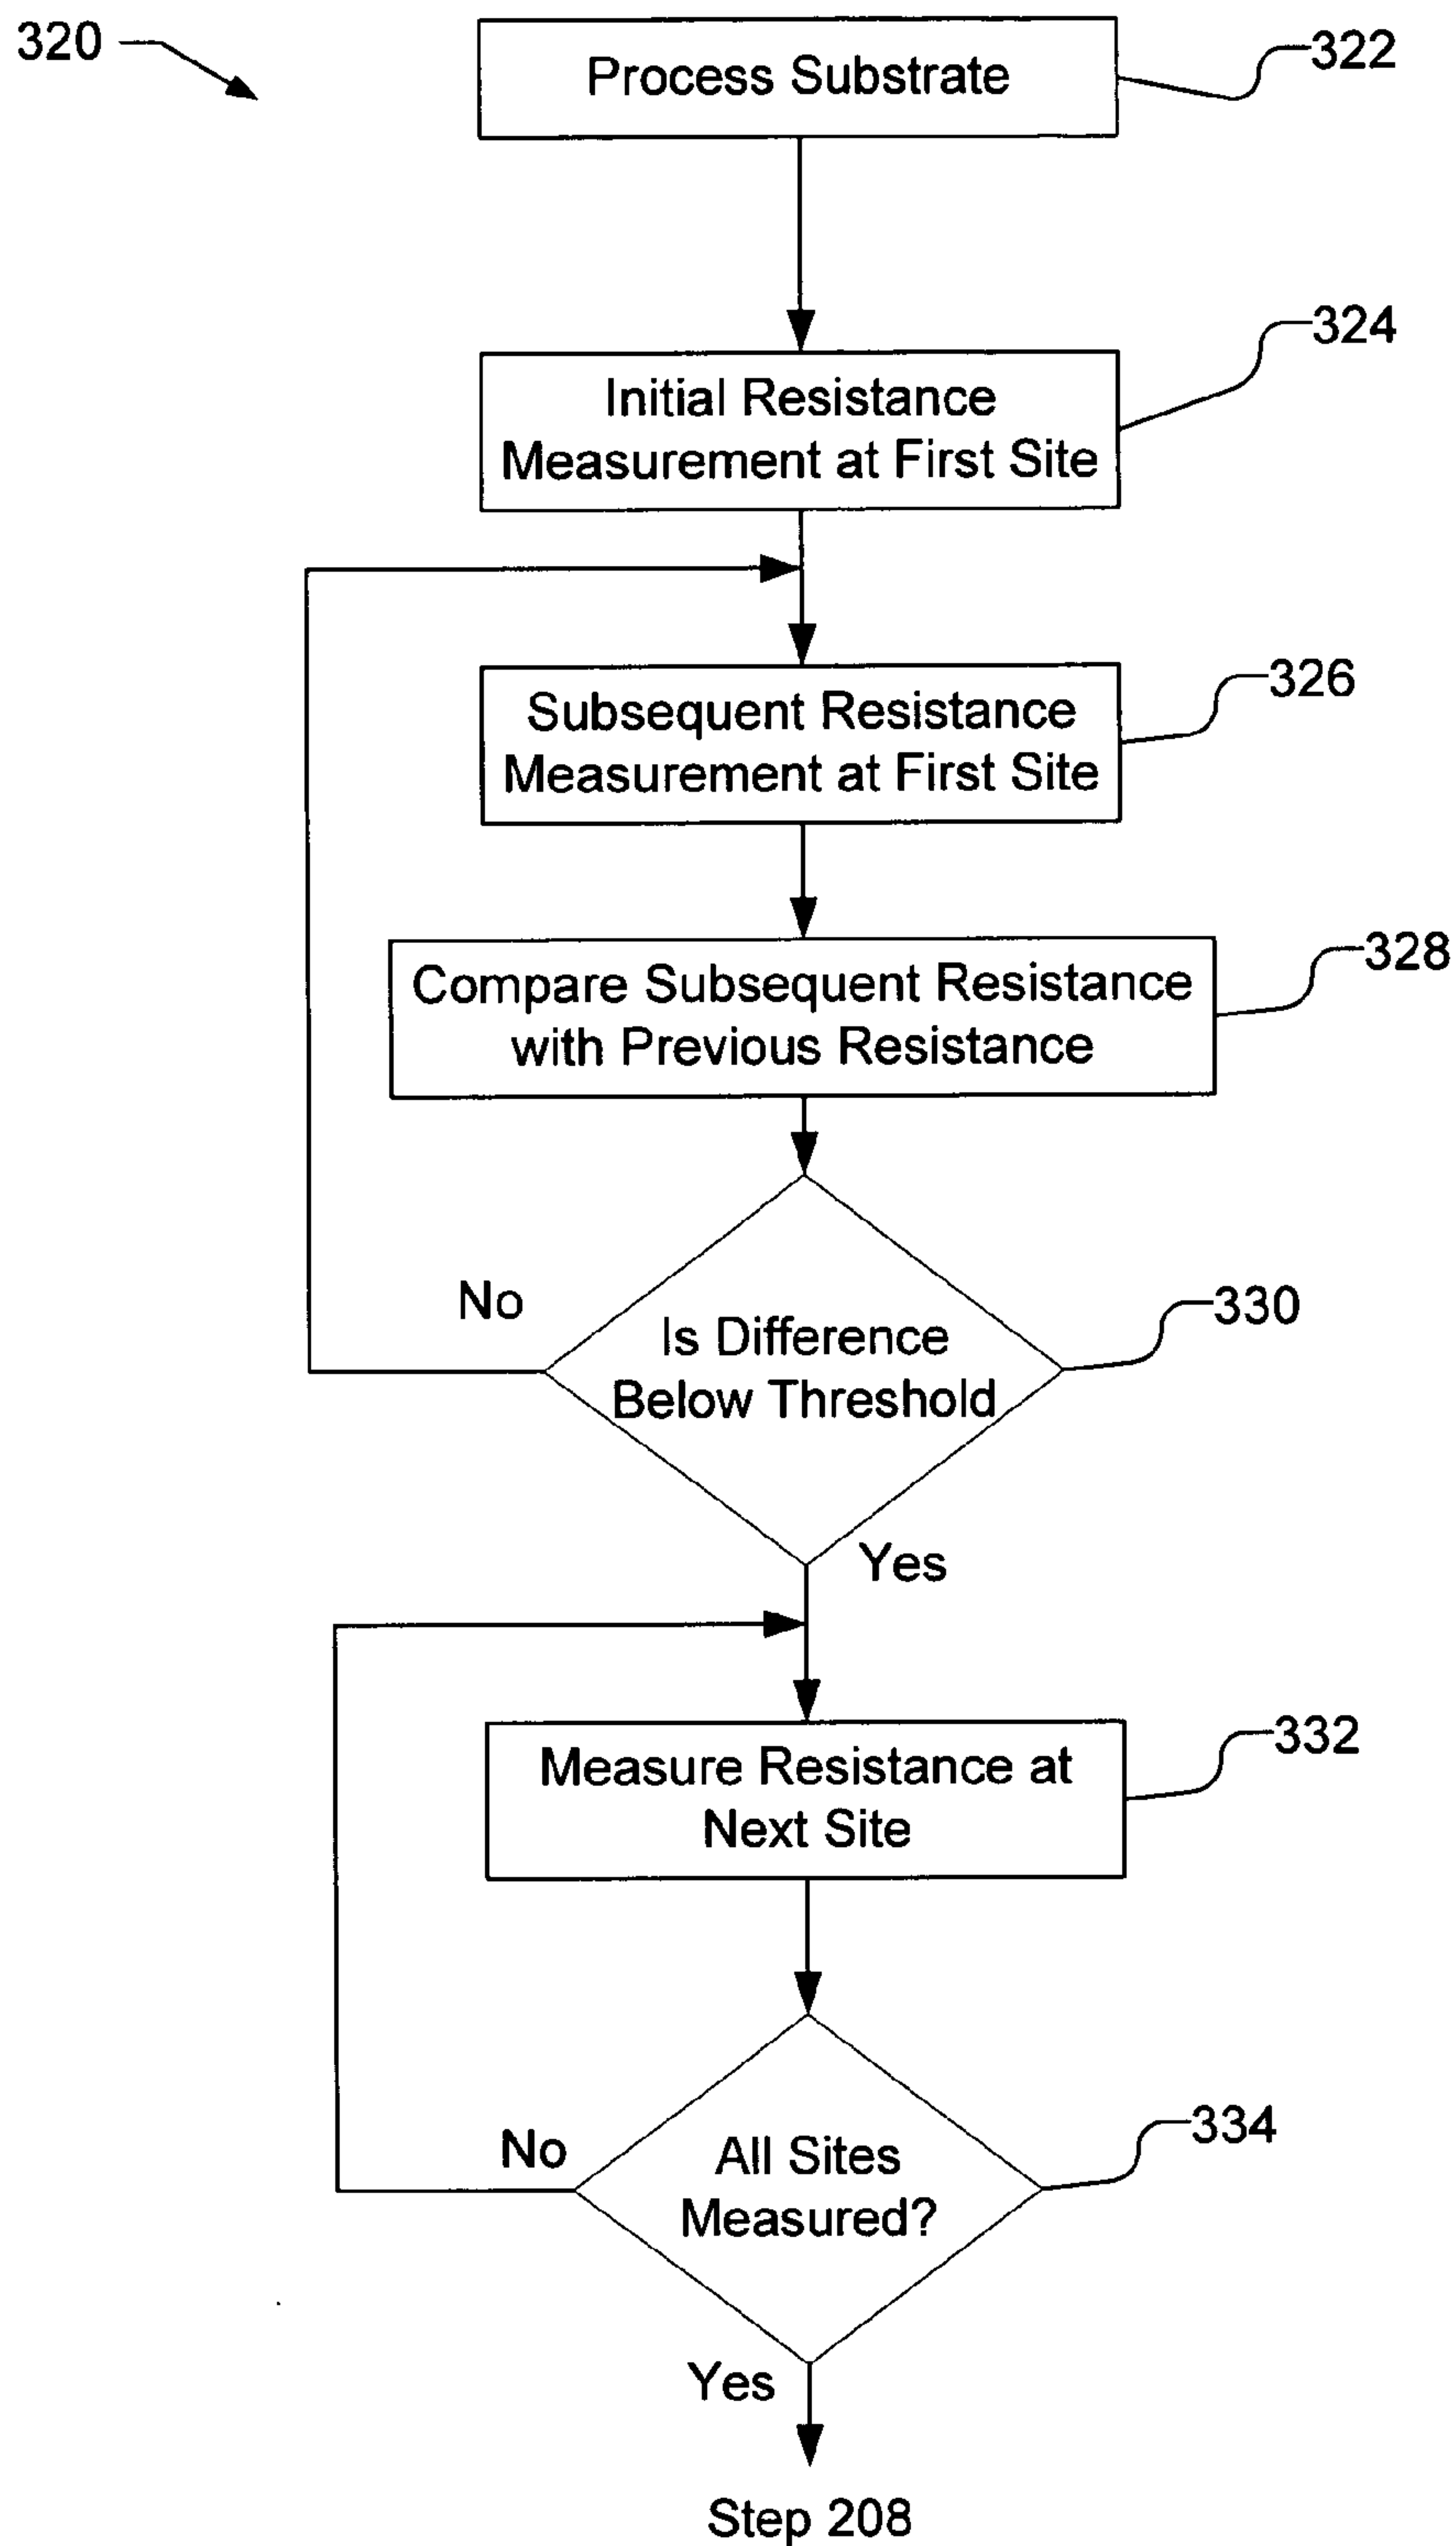 320
Process Substrate
322
324
Initial Resistance
Measurement at First Site
326
Subsequent Resistance
Measurement at First Site
328
Compare Subsequent Resistance
with Previous Resistance
No
330
Is Difference
Below Threshold
Yes
332
Measure Resistance at
Next Site
334
No
All Sites
Measured?
Yes
Step 208